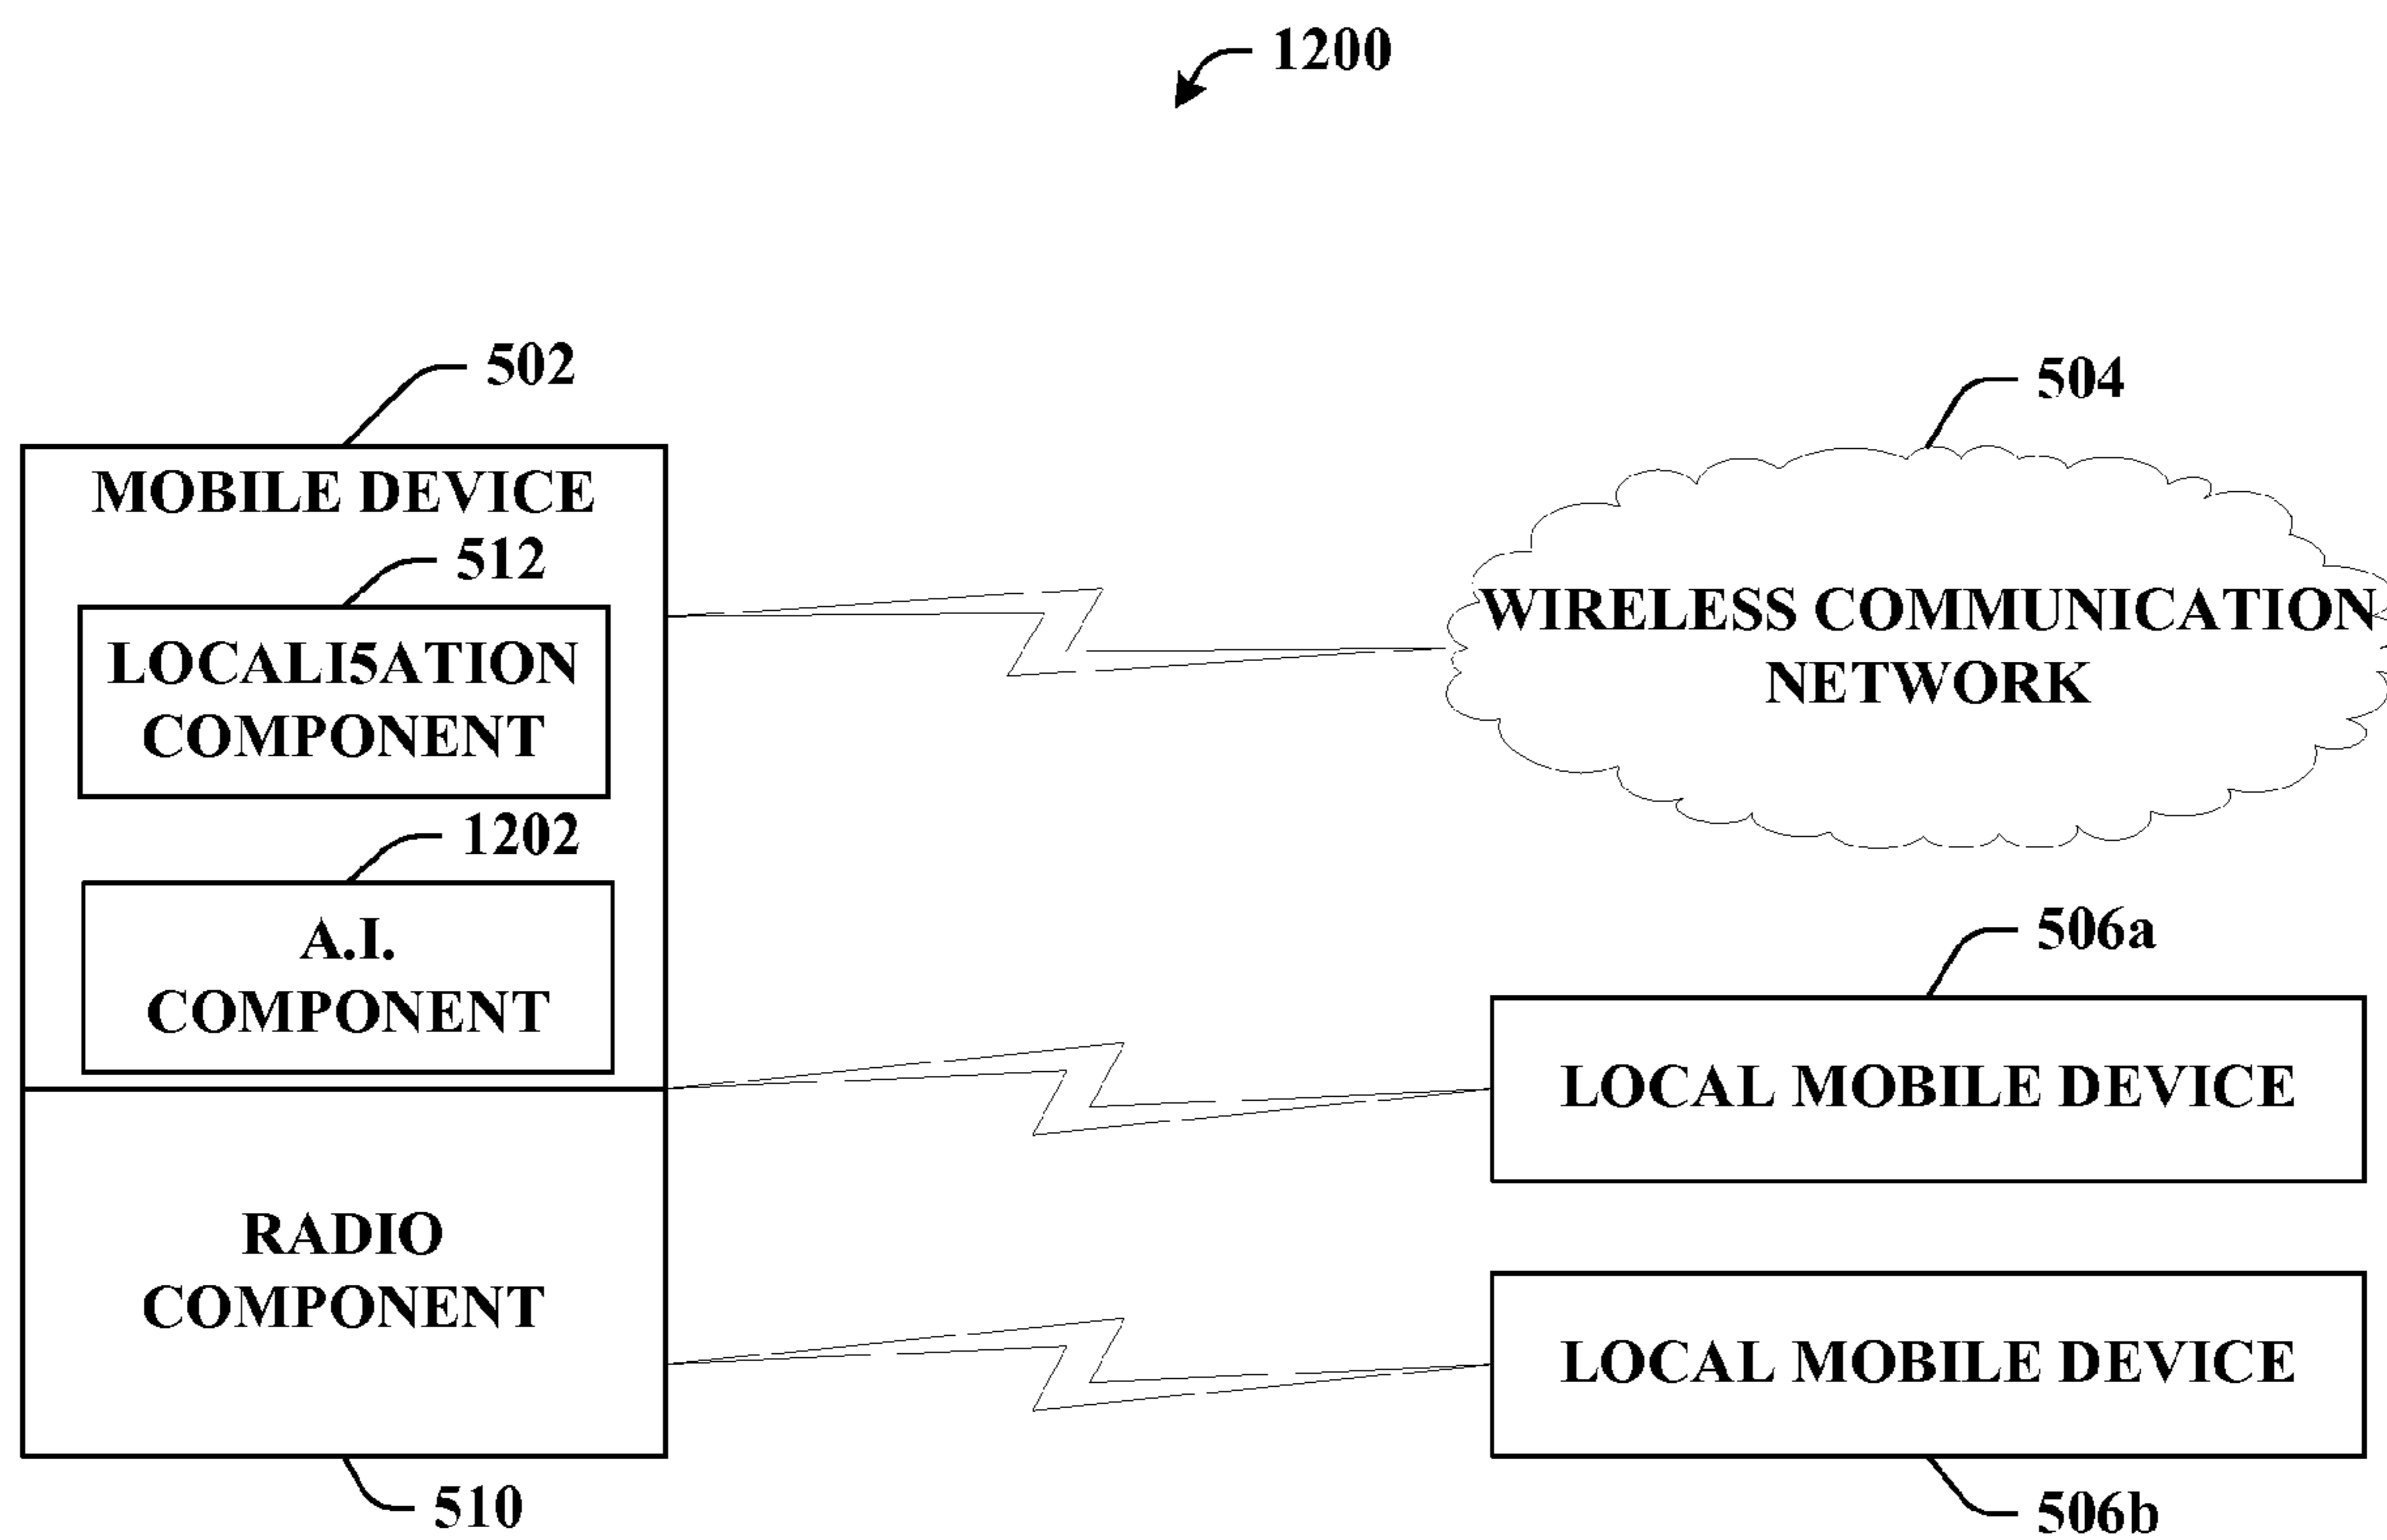 1200
502
504
MOBILE DEVICE
512
LOCALI5ATION
COMPONENT
WIRELESS COMMUNICATION
NETWORK
1202
A.I.
COMPONENT
506a
LOCAL MOBILE DEVICE
RADIO
COMPONENT
LOCAL MOBILE DEVICE
510
506b